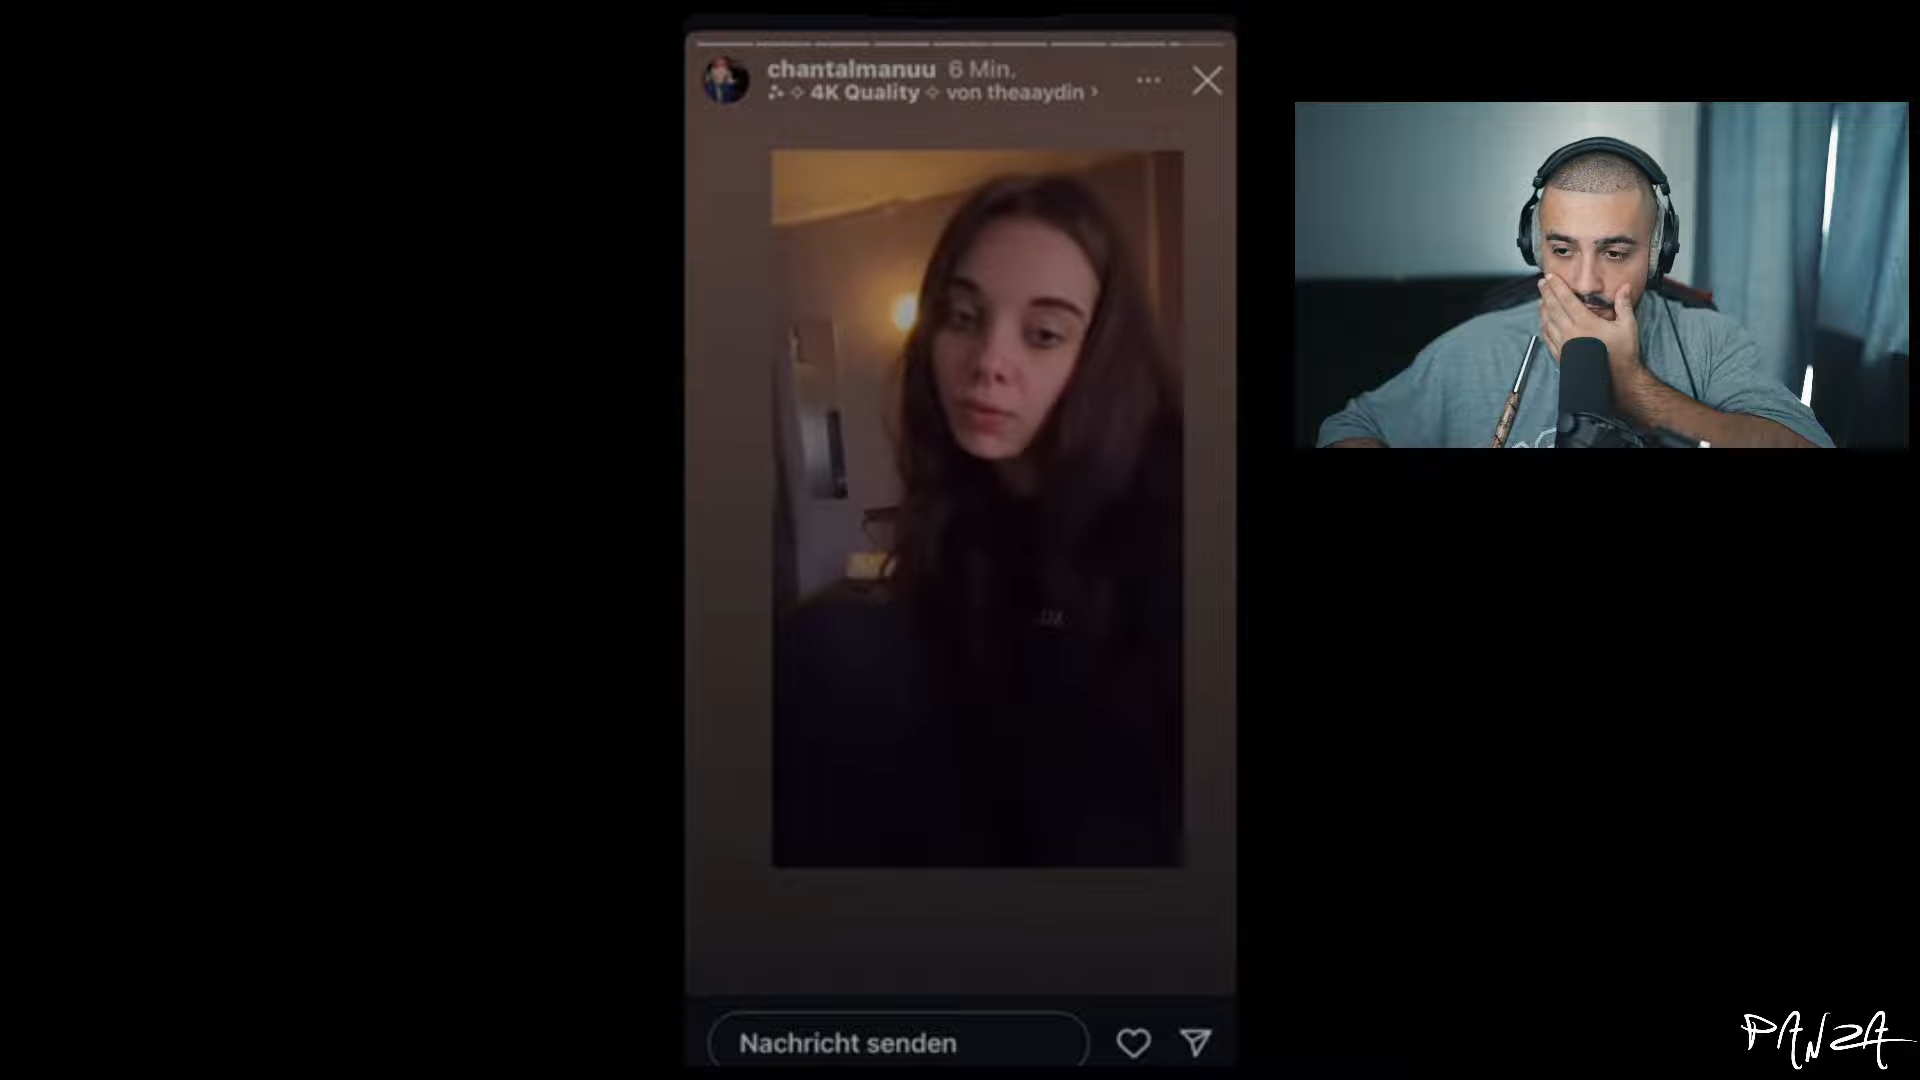 chantalmanuu 6 Min.
✧ 4K Quality ✧ von theaaydin ›
Nachricht senden
PANZA